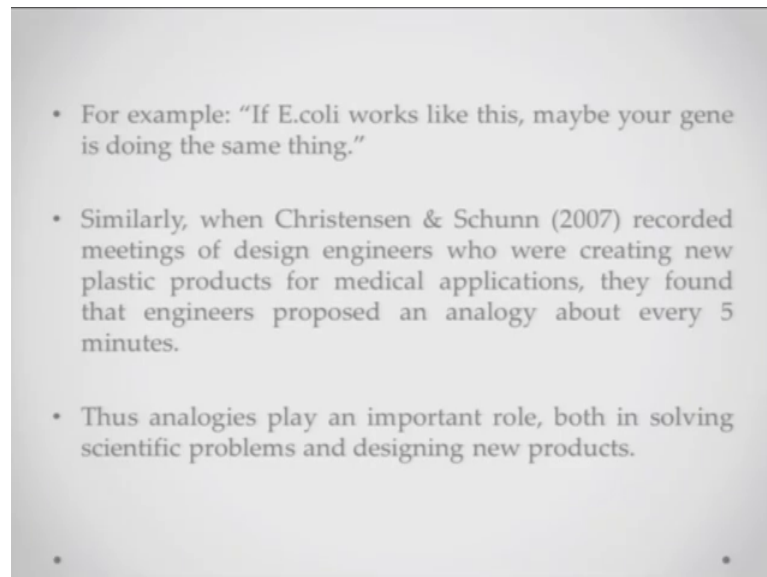 • For example: “If E.coli works like this, maybe your gene
is doing the same thing.”
• Similarly, when Christensen & Schunn (2007) recorded
meetings of design engineers who were creating new
plastic products for medical applications, they found
that engineers proposed an analogy about every 5
minutes.
• Thus analogies play an important role, both in solving
scientific problems and designing new products.